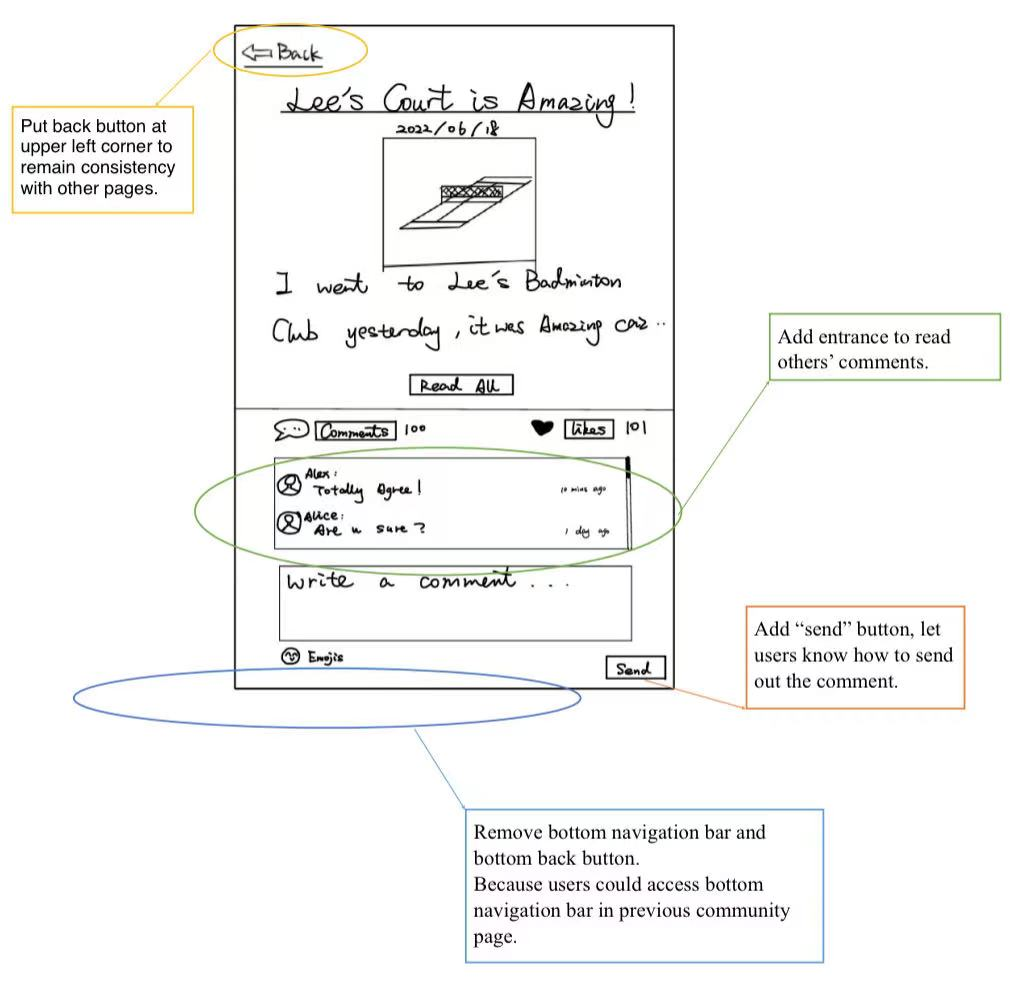 Back
Lee's Court is Amazing!
2022/06/18
Put back button at
upper left corner to
remain consistency
with other pages.
I went to Lee's Badminton
Club yesterday, it was Amazing coz..
Read All
Add entrance to read
others’ comments.
Comments 100 Likes 101
Alex:
Totally Agree! 10 mins ago
Alice:
Are u sure? 1 day ago
Write a comment ...
Emojis
Send
Add “send” button, let
users know how to send
out the comment.
Remove bottom navigation bar and
bottom back button.
Because users could access bottom
navigation bar in previous community
page.